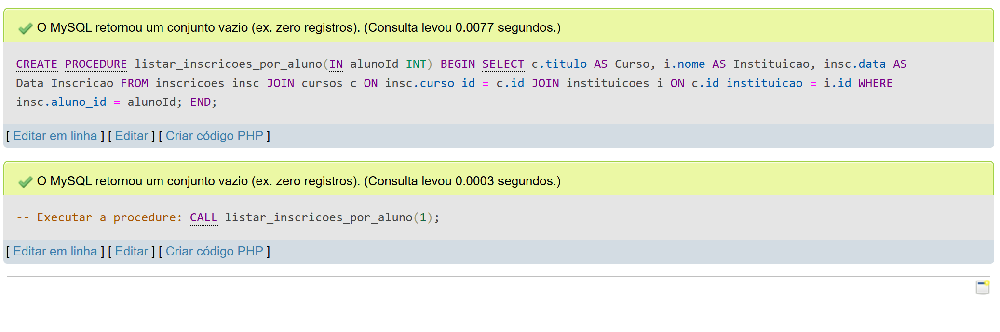 O MySQL retornou um conjunto vazio (ex. zero registros). (Consulta levou 0.0077 segundos.)
CREATE PROCEDURE listar_inscricoes_por_aluno(IN alunoId INT) BEGIN SELECT c.titulo AS Curso, i.nome AS Instituicao, insc.data AS
Data_Inscricao FROM inscricoes insc JOIN cursos c ON insc.curso_id = c.id JOIN instituicoes i ON c.id_instituicao = i.id WHERE
insc.aluno_id = alunoId; END;
[ Editar em linha ] [ Editar ] [ Criar código PHP ]
O MySQL retornou um conjunto vazio (ex. zero registros). (Consulta levou 0.0003 segundos.)
-- Executar a procedure: CALL listar_inscricoes_por_aluno(1);
[ Editar em linha ] [ Editar ] [ Criar código PHP ]